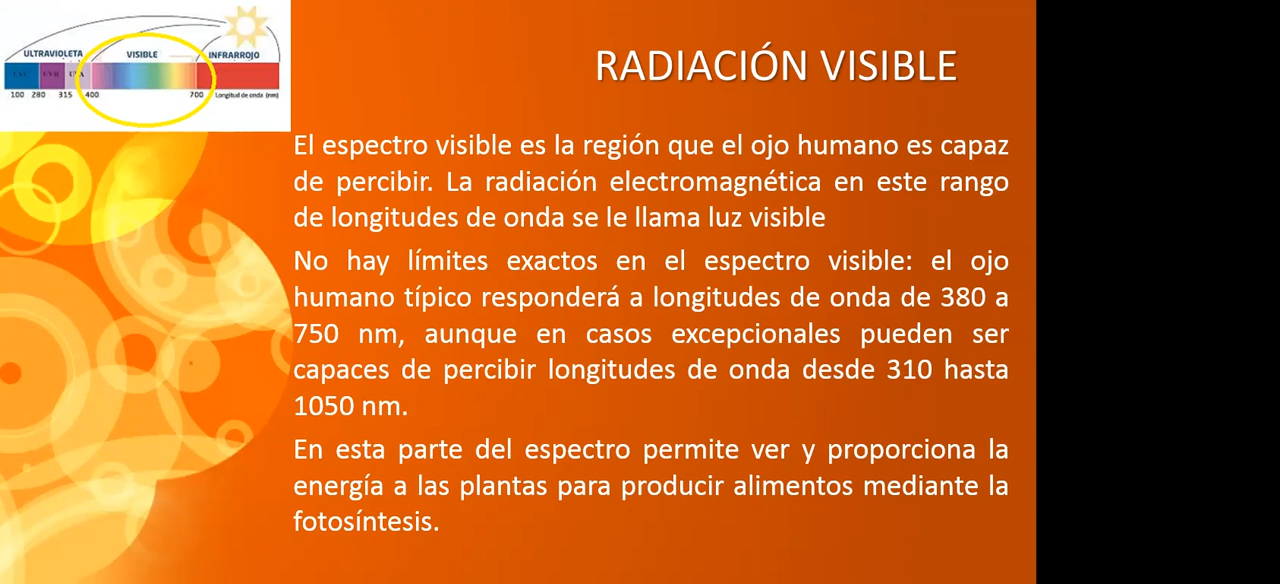 ULTRAVIOLETA VISIBLE INFRARROJO
UVB UVA
100 280 315 400 700 Longitud de onda (nm)
RADIACIÓN VISIBLE
El espectro visible es la región que el ojo humano es capaz
de percibir. La radiación electromagnética en este rango
de longitudes de onda se le llama luz visible
No hay límites exactos en el espectro visible: el ojo
humano típico responderá a longitudes de onda de 380 a
750 nm, aunque en casos excepcionales pueden ser
capaces de percibir longitudes de onda desde 310 hasta
1050 nm.
En esta parte del espectro permite ver y proporciona la
energía a las plantas para producir alimentos mediante la
fotosíntesis.